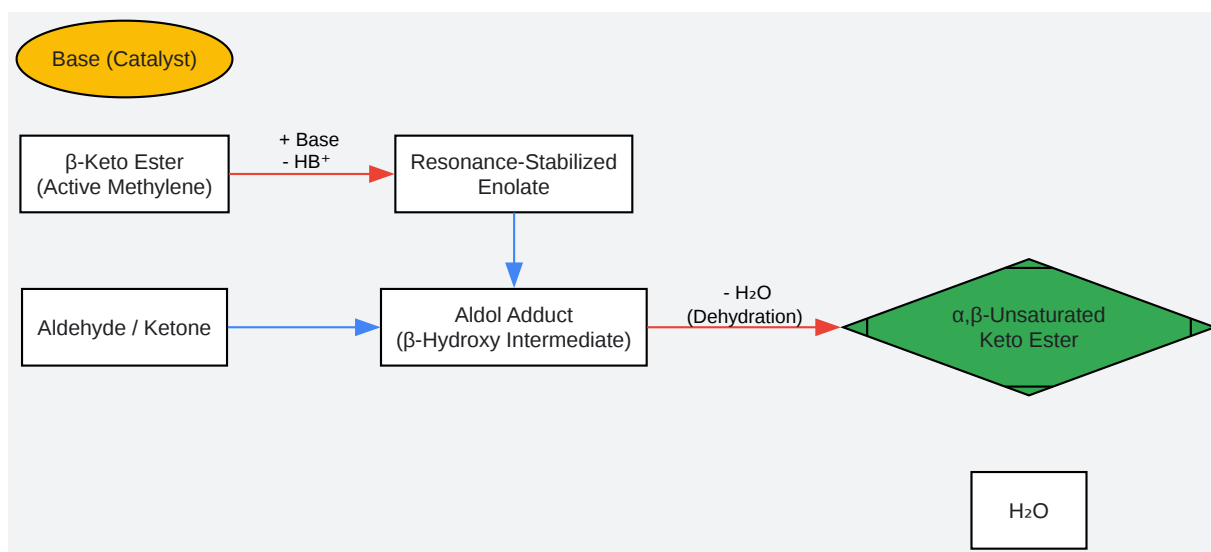 Base (Catalyst)
β-Keto Ester
(Active Methylene)
+ Base
- HB⁺
Resonance-Stabilized
Enolate
Aldehyde / Ketone
Aldol Adduct
(β-Hydroxy Intermediate)
- H₂O
(Dehydration)
α,β-Unsaturated
Keto Ester
H₂O